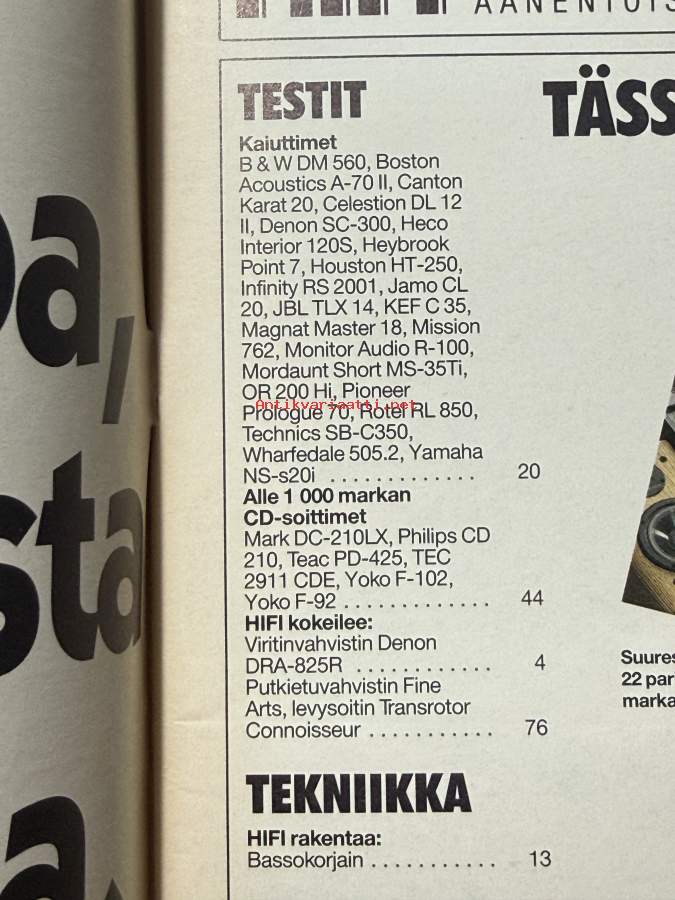 ÄÄNENTOIS
TESTIT
TÄSS
Kaiuttimet
B & W DM 560, Boston
Acoustics A-70 II, Canton
Karat 20, Celestion DL 12
II, Denon SC-300, Heco
Interior 120S, Heybrook
Point 7, Houston HT-250,
Infinity RS 2001, Jamo CL
20, JBL TLX 14, KEF C 35,
Magnat Master 18, Mission
762, Monitor Audio R-100,
Mordaunt Short MS-35Ti,
OR 200 Hi, Pioneer
Antikvariaatti.net
Prologue 70, Rotel RL 850,
Technics SB-C350,
Wharfedale 505.2, Yamaha
NS-s20i . . . . . . . . . . . . . 20
Alle 1 000 markan
CD-soittimet
Mark DC-210LX, Philips CD
210, Teac PD-425, TEC
2911 CDE, Yoko F-102,
Yoko F-92 . . . . . . . . . . . . . 44
HIFI kokeilee:
Viritinvahvistin Denon
DRA-825R . . . . . . . . . . . . 4
Putkietuvahvistin Fine
Arts, levysoitin Transrotor
Connoisseur . . . . . . . . . . . 76
TEKNIIKKA
HIFI rakentaa:
Bassokorjain . . . . . . . . . . . 13
Suures
22 par
marka
a,
sta
a,